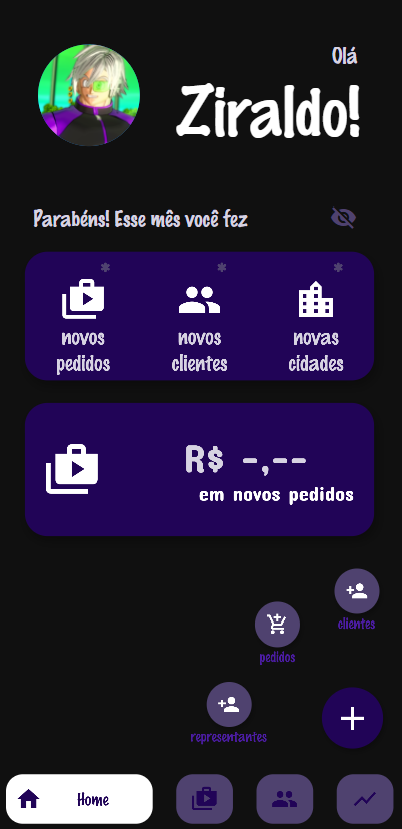 Olá
Ziraldo!
Parabéns! Esse mês você fez
* * *
novos novos novas
pedidos clientes cidades
R$ -,--
em novos pedidos
clientes
pedidos
representantes
Home